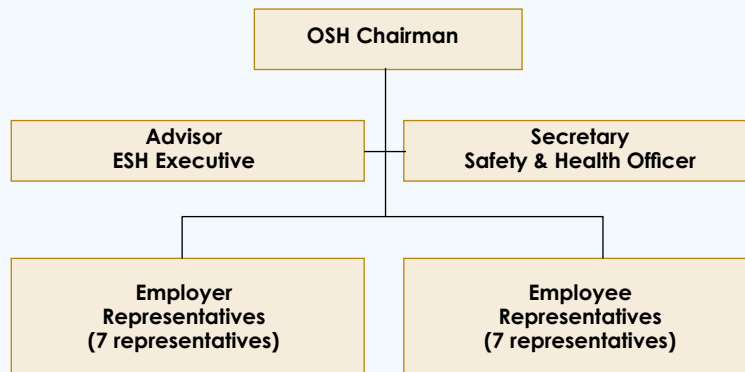 OSH Chairman
Advisor
ESH Executive
Secretary
Safety & Health Officer
Employer
Representatives
(7 representatives)
Employee
Representatives
(7 representatives)